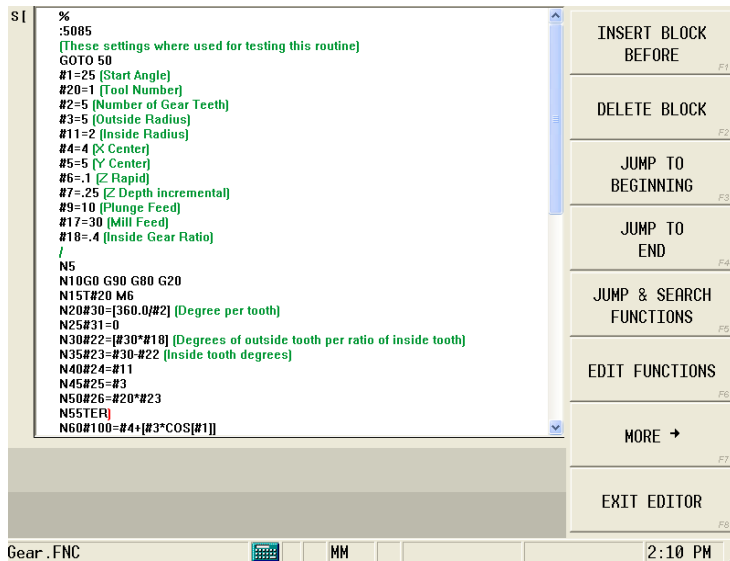 S[
%
:5085
(These settings where used for testing this routine)
GOTO 50
#1=25 (Start Angle)
#20=1 (Tool Number)
#2=5 (Number of Gear Teeth)
#3=5 (Outside Radius)
#11=2 (Inside Radius)
#4=4 (X Center)
#5=5 (Y Center)
#6=.1 (Z Rapid)
#7=.25 (Z Depth incremental)
#9=10 (Plunge Feed)
#17=30 (Mill Feed)
#18=.4 (Inside Gear Ratio)
/
N5
N10G0 G90 G80 G20
N15T#20 M6
N20#30=[360.0/#2] (Degree per tooth)
N25#31=0
N30#22=[#30*#18] (Degrees of outside tooth per ratio of inside tooth)
N35#23=#30-#22 (Inside tooth degrees)
N40#24=#11
N45#25=#3
N50#26=#20*#23
N55TER)
N60#100=#4+[#3*COS[#1]]
INSERT BLOCK
BEFORE
F1
DELETE BLOCK
F2
JUMP TO
BEGINNING
F3
JUMP TO
END
F4
JUMP & SEARCH
FUNCTIONS
F5
EDIT FUNCTIONS
F6
MORE →
F7
EXIT EDITOR
F8
Gear.FNC
MM
2:10 PM